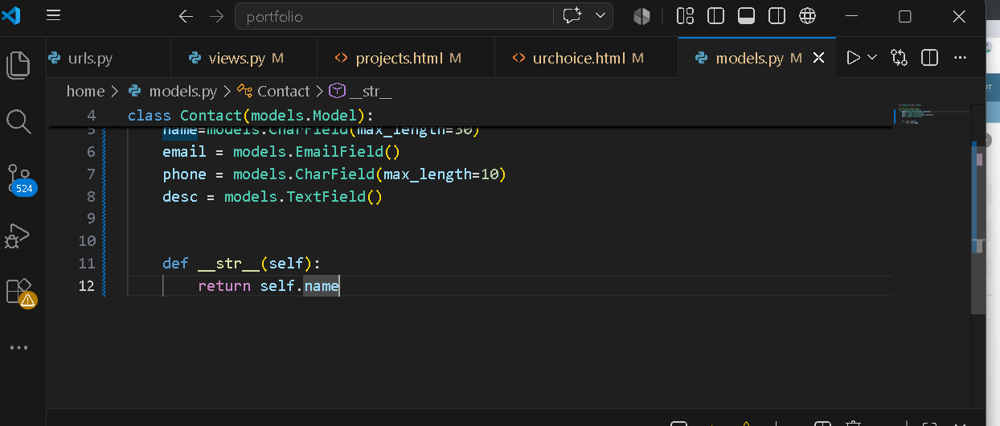 portfolio
urls.py
views.py M
projects.html M
urchoice.html M
models.py M
home > models.py > Contact > __str__
4 class Contact(models.Model):
5 name=models.CharField(max_length=30)
6 email = models.EmailField()
7 phone = models.CharField(max_length=10)
8 desc = models.TextField()
9
10
11 def __str__(self):
12 return self.name
524